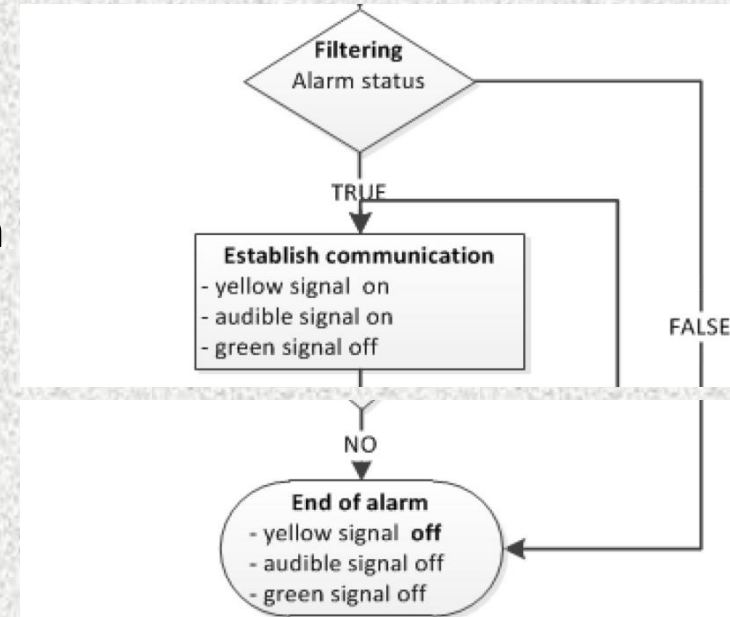 Filtering
Alarm status
TRUE
Establish communication
- yellow signal on
- audible signal on
- green signal off
FALSE
NO
End of alarm
- yellow signal off
- audible signal off
- green signal off